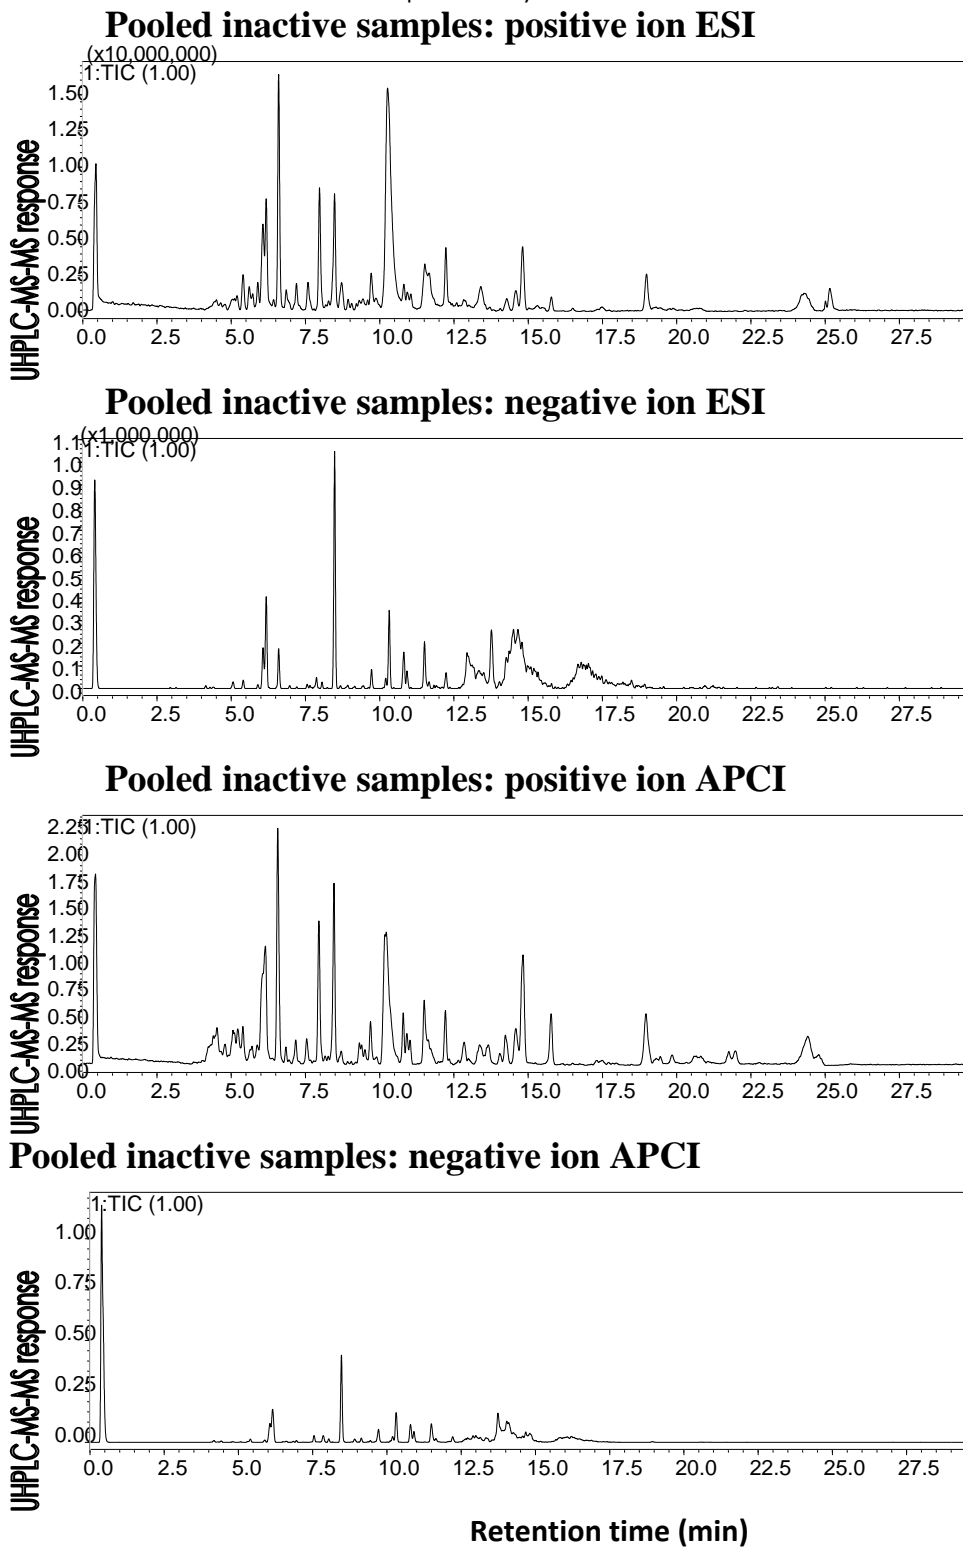 Pooled inactive samples: positive ion ESI
(x10,000,000)
1:TIC (1.00)
1.50
1.25
1.00
0.75
0.50
0.25
0.00
UHPLC-MS-MS response
0.0 2.5 5.0 7.5 10.0 12.5 15.0 17.5 20.0 22.5 25.0 27.5
Pooled inactive samples: negative ion ESI
(x1,000,000)
1:TIC (1.00)
1.1
1.0
0.9
0.8
0.7
0.6
0.5
0.4
0.3
0.2
0.1
0.0
UHPLC-MS-MS response
0.0 2.5 5.0 7.5 10.0 12.5 15.0 17.5 20.0 22.5 25.0 27.5
Pooled inactive samples: positive ion APCI
1:TIC (1.00)
2.25
2.00
1.75
1.50
1.25
1.00
0.75
0.50
0.25
0.00
UHPLC-MS-MS response
0.0 2.5 5.0 7.5 10.0 12.5 15.0 17.5 20.0 22.5 25.0 27.5
Pooled inactive samples: negative ion APCI
1:TIC (1.00)
1.00
0.75
0.50
0.25
0.00
UHPLC-MS-MS response
0.0 2.5 5.0 7.5 10.0 12.5 15.0 17.5 20.0 22.5 25.0 27.5
Retention time (min)